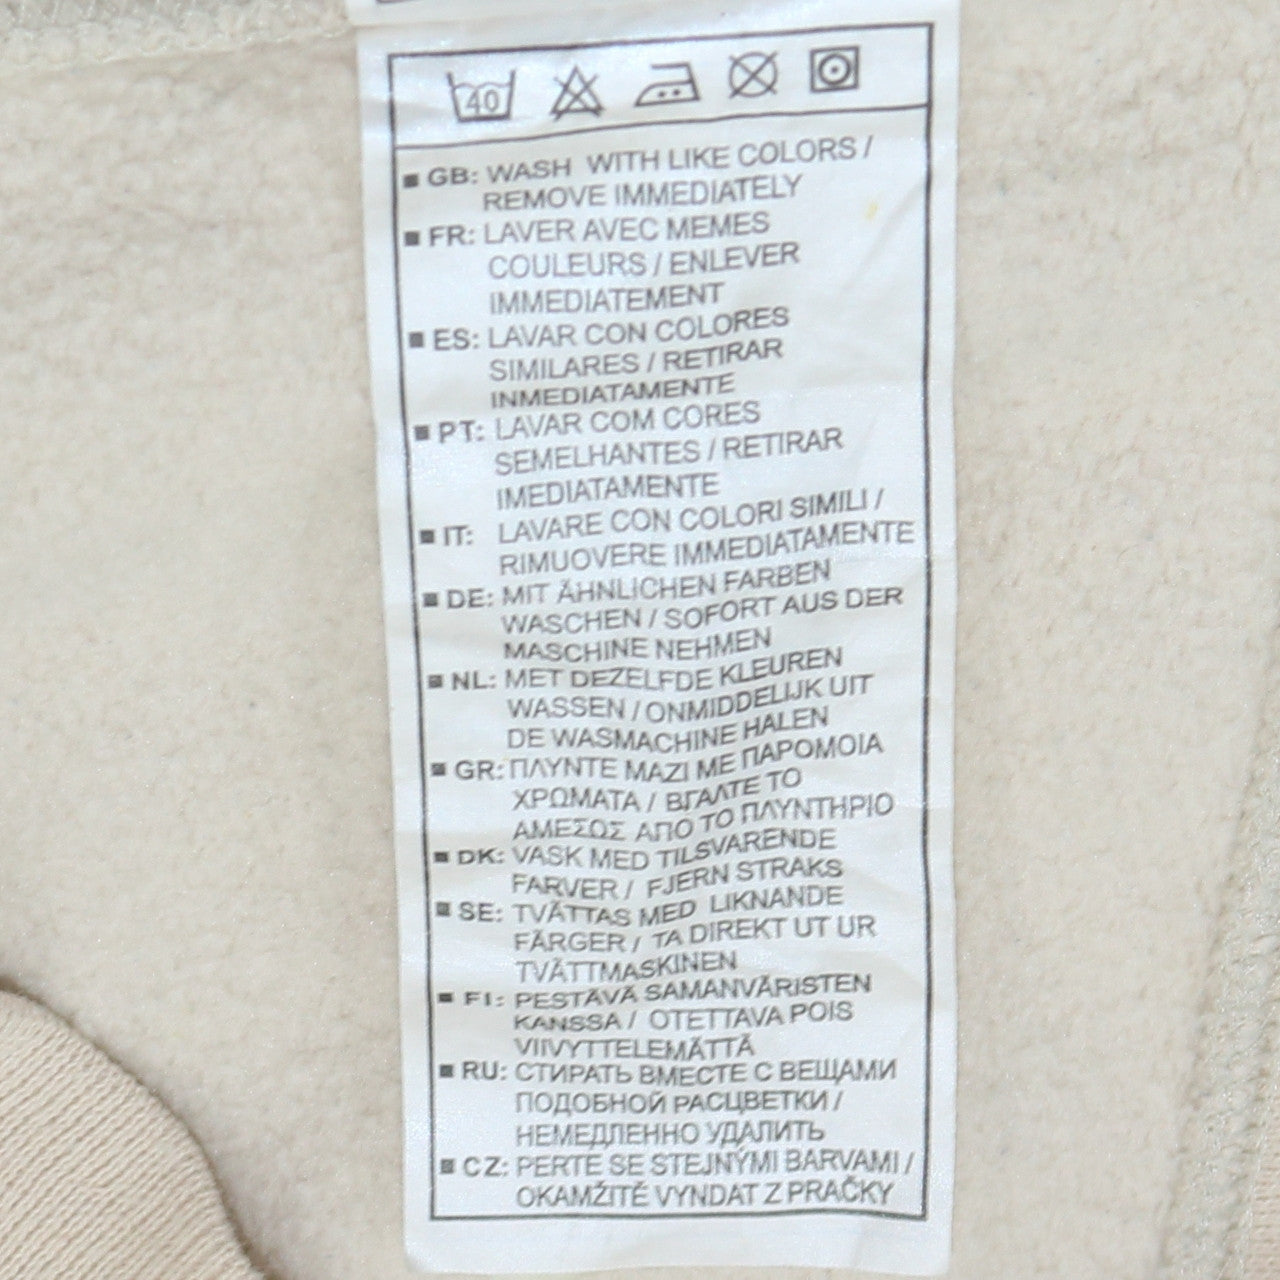 40
■ GB: WASH WITH LIKE COLORS /
REMOVE IMMEDIATELY
■ FR: LAVER AVEC MEMES
COULEURS / ENLEVER
IMMEDIATEMENT
■ ES: LAVAR CON COLORES
SIMILARES / RETIRAR
INMEDIATAMENTE
■ PT: LAVAR COM CORES
SEMELHANTES / RETIRAR
IMEDIATAMENTE
■ IT: LAVARE CON COLORI SIMILI /
RIMUOVERE IMMEDIATAMENTE
■ DE: MIT ÄHNLICHEN FARBEN
WASCHEN / SOFORT AUS DER
MASCHINE NEHMEN
■ NL: MET DEZELFDE KLEUREN
WASSEN / ONMIDDELIJK UIT
DE WASMACHINE HALEN
■ GR: ΠΛΥΝΤΕ ΜΑΖΙ ΜΕ ΠΑΡΟΜΟΙΑ
ΧΡΩΜΑΤΑ / ΒΓΑΛΤΕ ΤΟ
ΑΜΕΣΩΣ ΑΠΟ ΤΟ ΠΛΥΝΤΗΡΙΟ
■ DK: VASK MED TILSVARENDE
FARVER / FJERN STRAKS
■ SE: TVÄTTAS MED LIKNANDE
FÄRGER / TA DIREKT UT UR
TVÄTTMASKINEN
■ FI: PESTÄVÄ SAMANVÄRISTEN
KANSSA / OTETTAVA POIS
VIIVYTTELEMÄTTÄ
■ RU: СТИРАТЬ ВМЕСТЕ С ВЕЩАМИ
ПОДОБНОЙ РАСЦВЕТКИ /
НЕМЕДЛЕННО УДАЛИТЬ
■ CZ: PERTE SE STEJNÝMI BARVAMI /
OKAMŽITĚ VYNDAT Z PRAČKY